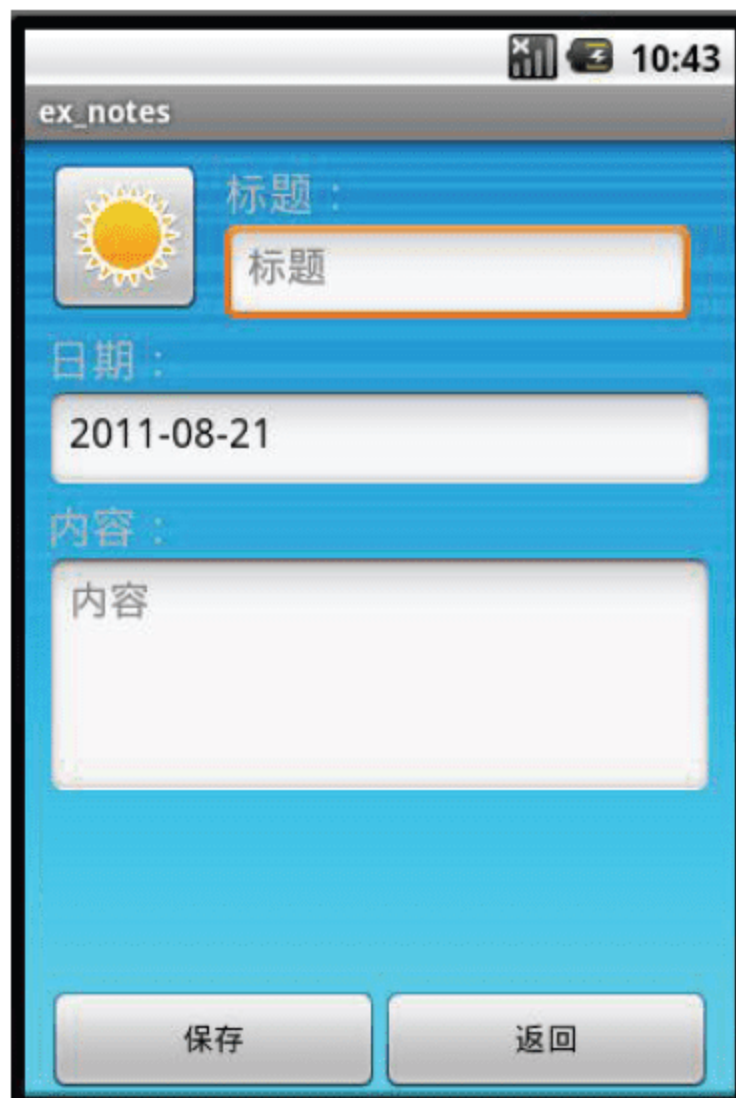 10:43
ex_notes
标题：
标题
日期：
2011-08-21
内容：
内容
保存 返回